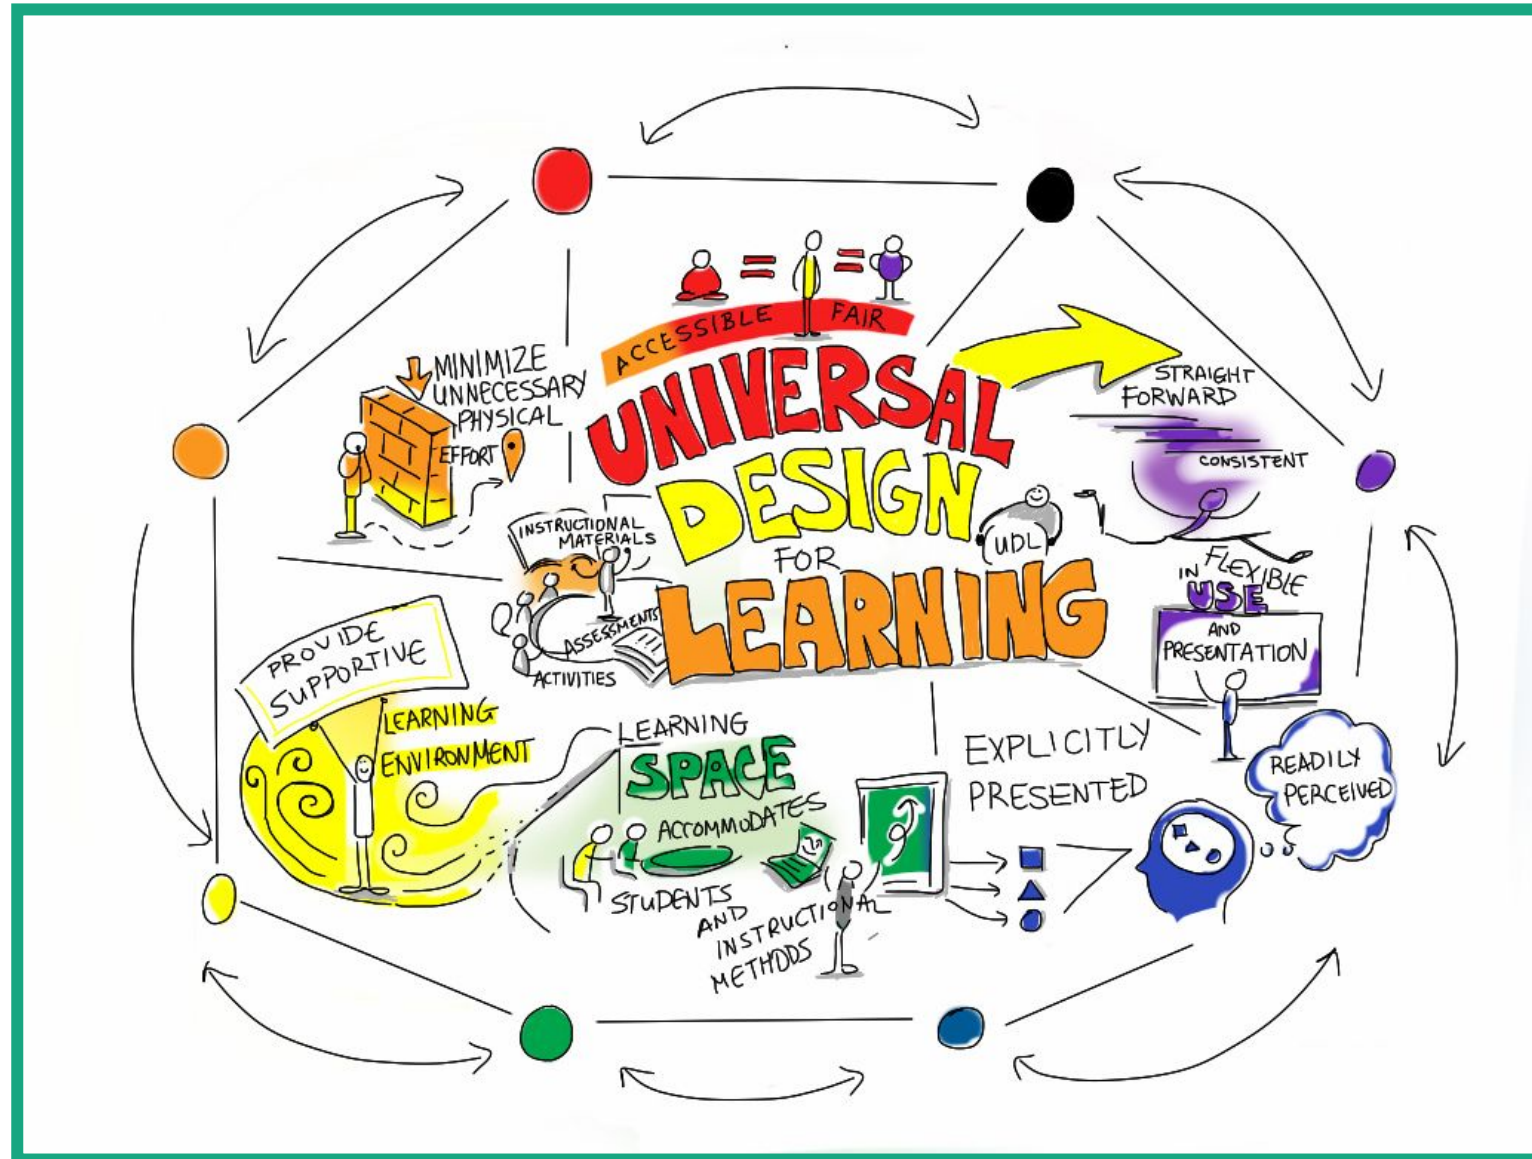 ACCESSIBLE FAIR
UNIVERSAL
DESIGN
FOR
LEARNING
UDL
STRAIGHT
FORWARD
CONSISTENT
IN FLEXIBLE
USE
AND
PRESENTATION
READILY
PERCEIVED
EXPLICITLY
PRESENTED
LEARNING
SPACE
ACCOMMODATES
STUDENTS
AND
INSTRUCTIONAL
METHODS
PROVIDE
SUPPORTIVE
LEARNING
ENVIRONMENT
MINIMIZE
UNNECESSARY
PHYSICAL
EFFORT
INSTRUCTIONAL
MATERIALS
ASSESSMENTS
ACTIVITIES